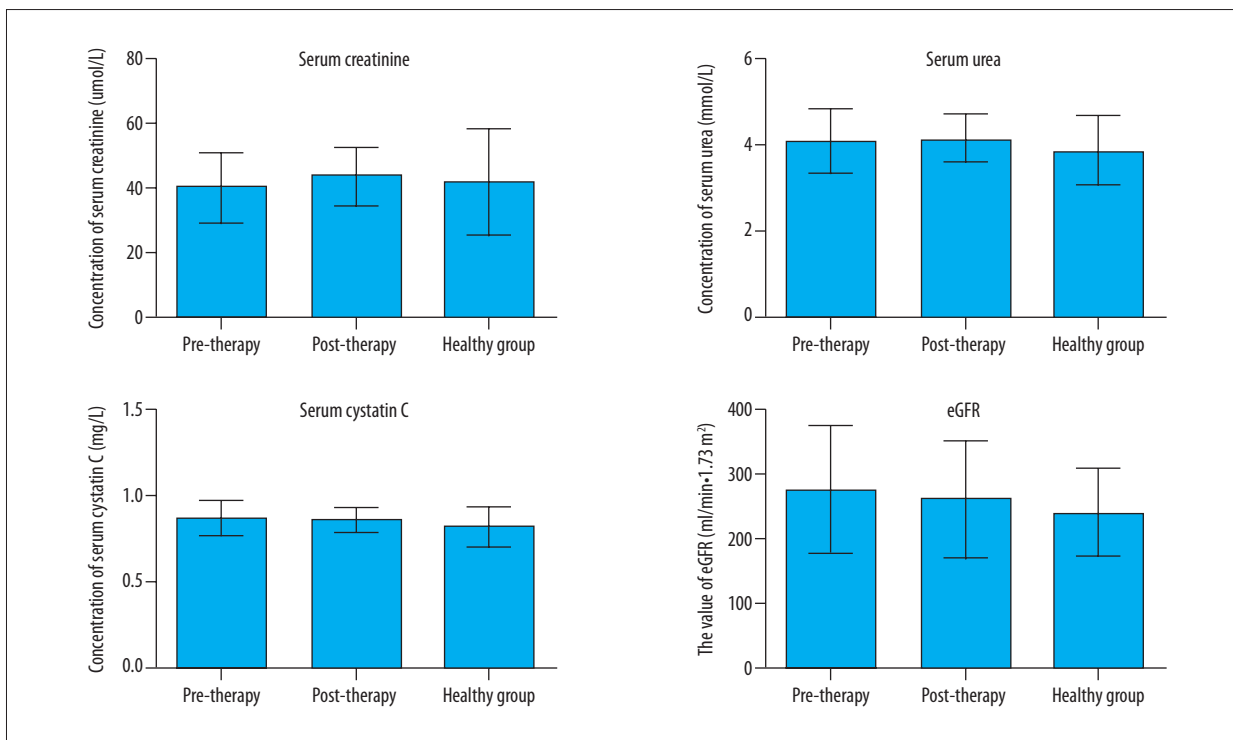 Serum creatinine
Concentration of serum creatinine (umol/L)
80
60
40
20
0
Pre-therapy Post-therapy Healthy group
Serum urea
Concentration of serum urea (mmol/L)
6
4
2
0
Pre-therapy Post-therapy Healthy group
Serum cystatin C
Concentration of serum cystatin C (mg/L)
1.5
1.0
0.5
0.0
Pre-therapy Post-therapy Healthy group
eGFR
The value of eGFR (ml/min•1.73 m²)
400
300
200
100
0
Pre-therapy Post-therapy Healthy group